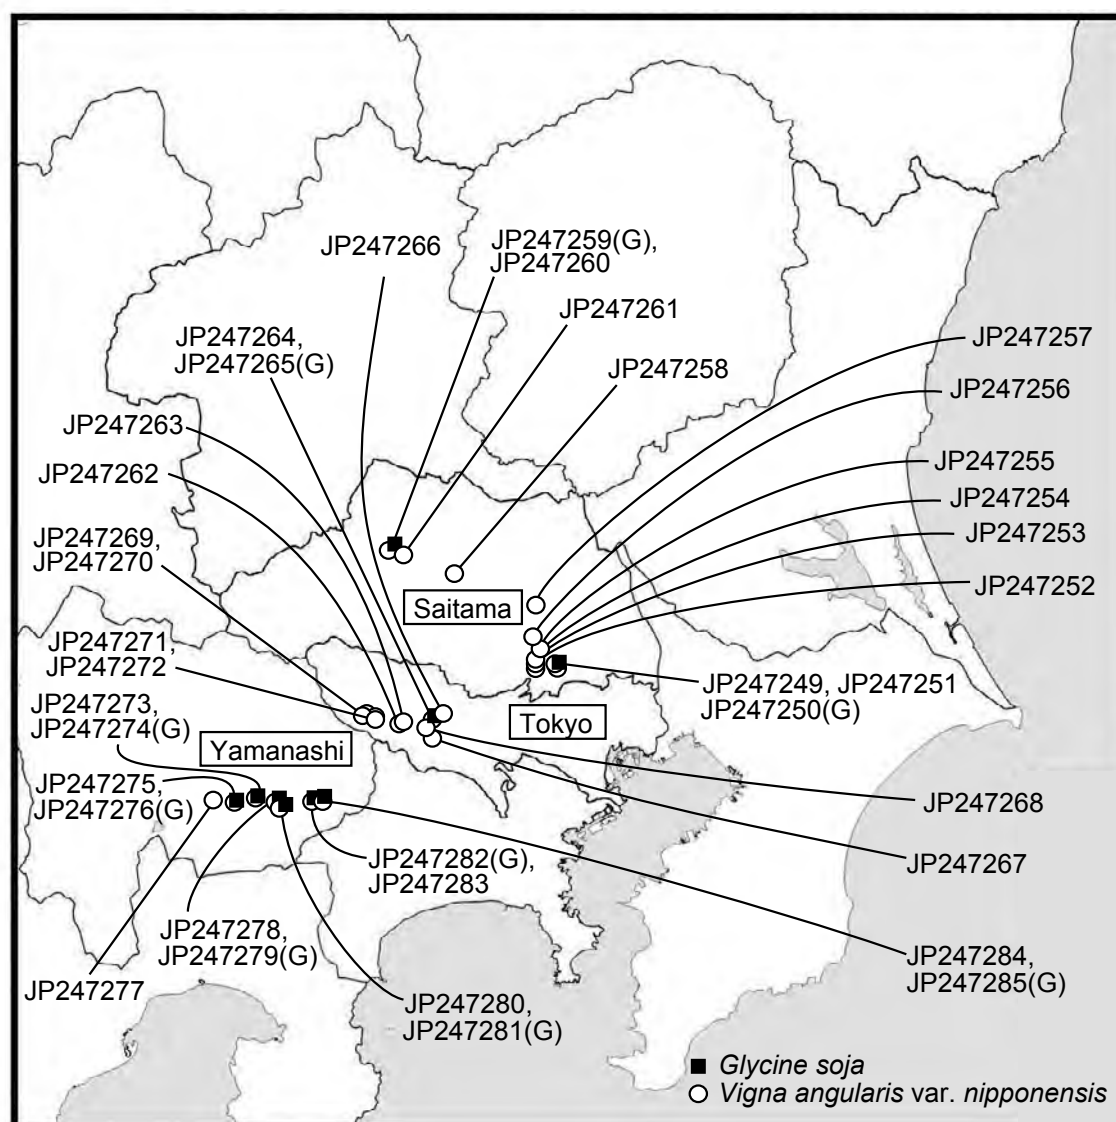 JP247266
JP247259(G),
JP247260
JP247261
JP247258
JP247264,
JP247265(G)
JP247263
JP247262
JP247269,
JP247270
JP247271,
JP247272
JP247273,
JP247274(G)
JP247275,
JP247276(G)
JP247277
JP247278,
JP247279(G)
JP247280,
JP247281(G)
JP247282(G),
JP247283
JP247257
JP247256
JP247255
JP247254
JP247253
JP247252
JP247249, JP247251
JP247250(G)
JP247268
JP247267
JP247284,
JP247285(G)
Saitama
Tokyo
Yamanashi
Glycine soja
Vigna angularis var. nipponensis